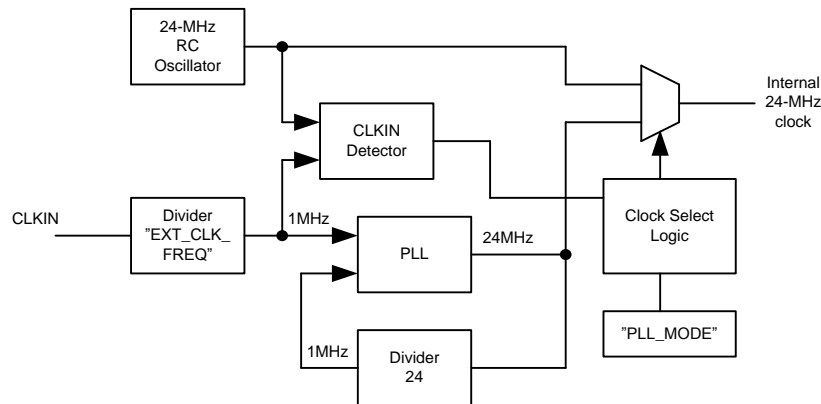 24-MHz
RC
Oscillator
Internal
24-MHz
clock
CLKIN
Detector
CLKIN
Divider
”EXT_CLK_
FREQ”
1MHz
PLL
24MHz
Clock Select
Logic
1MHz
Divider
24
”PLL_MODE”